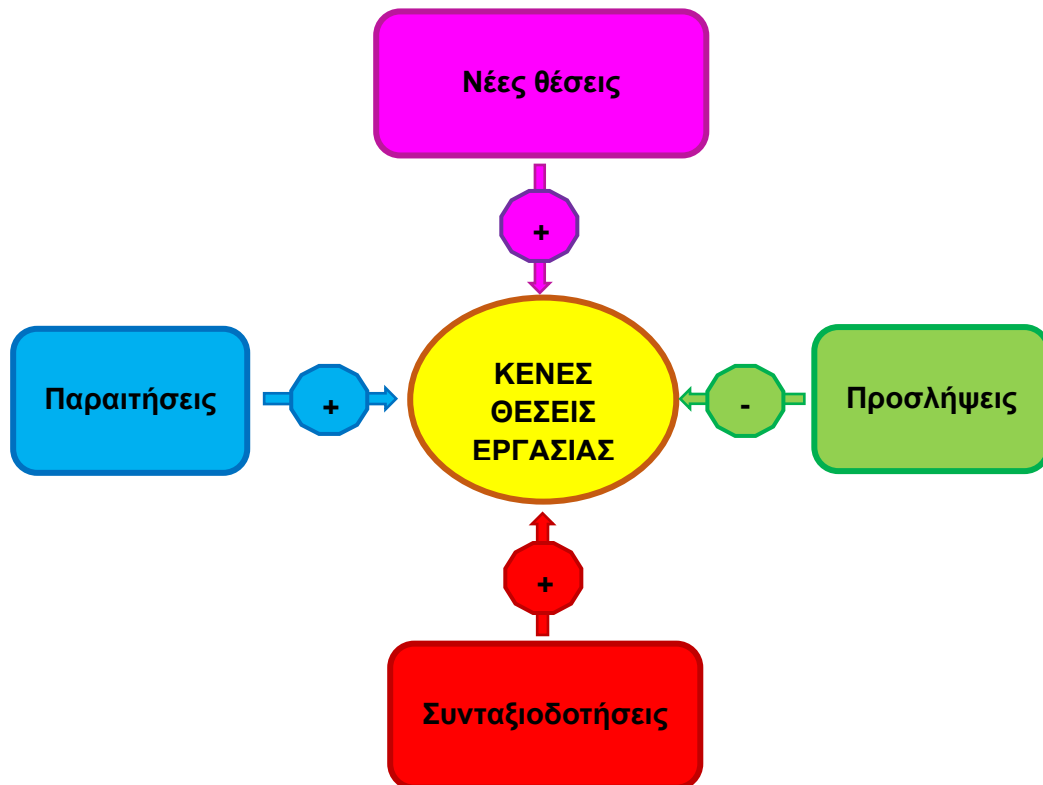 Νέες θέσεις
+
Παραιτήσεις
+
ΚΕΝΕΣ
ΘΕΣΕΙΣ
ΕΡΓΑΣΙΑΣ
-
Προσλήψεις
+
Συνταξιοδοτήσεις